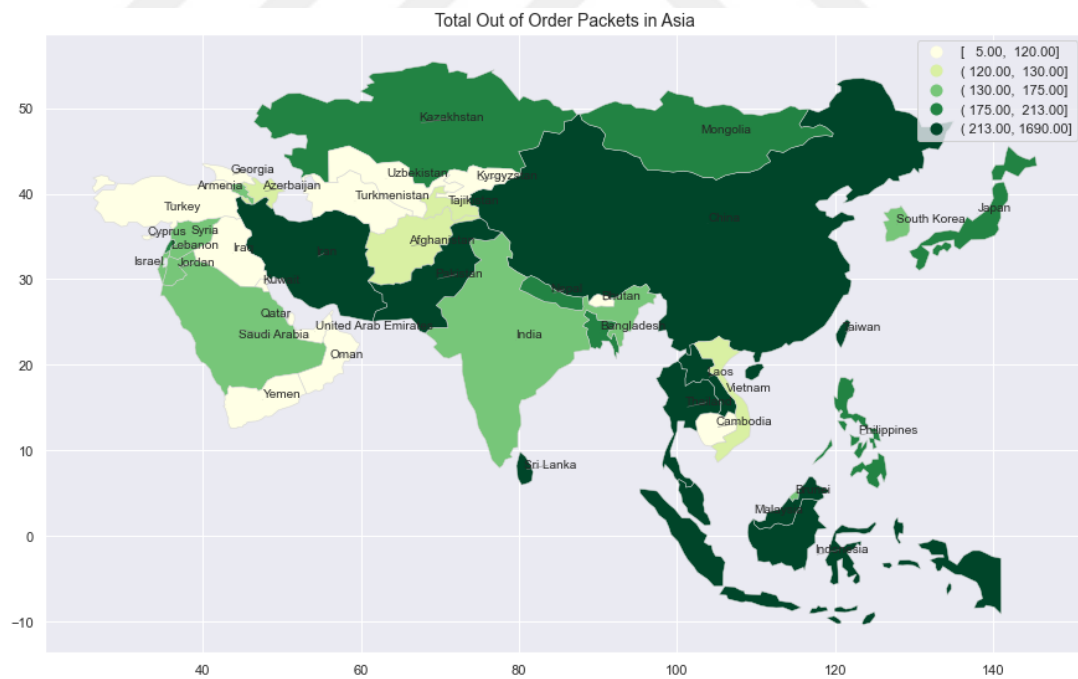 Total Out of Order Packets in Asia
[ 5.00, 120.00]
( 120.00, 130.00]
( 130.00, 175.00]
( 175.00, 213.00]
( 213.00, 1690.00]
50
40
30
20
10
0
−10
40
60
80
100
120
140
Kazakhstan
Mongolia
Georgia
Uzbekistan
Kyrgyzstan
Armenia
Azerbaijan
Turkmenistan
Tajikistan
Turkey
China
South Korea
Japan
Cyprus
Syria
Lebanon
Iraq
Iran
Afghanistan
Israel
Jordan
Kuwait
Pakistan
Nepal
Bhutan
Qatar
United Arab Emirates
Saudi Arabia
India
Bangladesh
Taiwan
Oman
Laos
Yemen
Vietnam
Cambodia
Philippines
Sri Lanka
Brunei
Malaysia
Indonesia